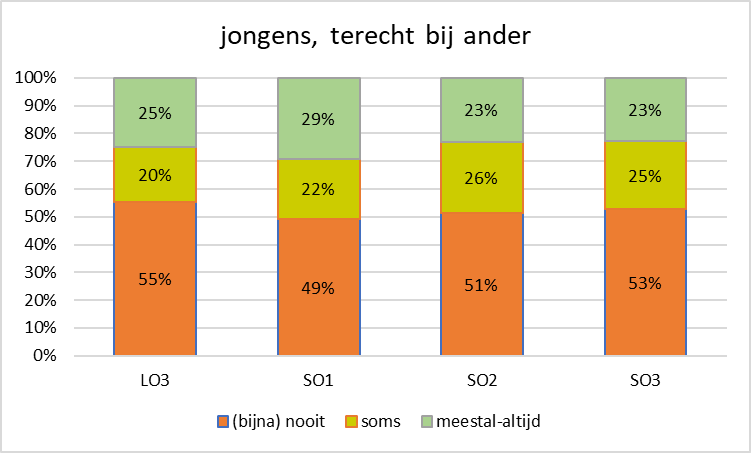 jongens, terecht bij ander
100%
90%
80%
70%
60%
50%
40%
30%
20%
10%
0%
25% 29% 23% 23%
20% 22% 26% 25%
55% 49% 51% 53%
LO3 SO1 SO2 SO3
(bijna) nooit soms meestal-altijd